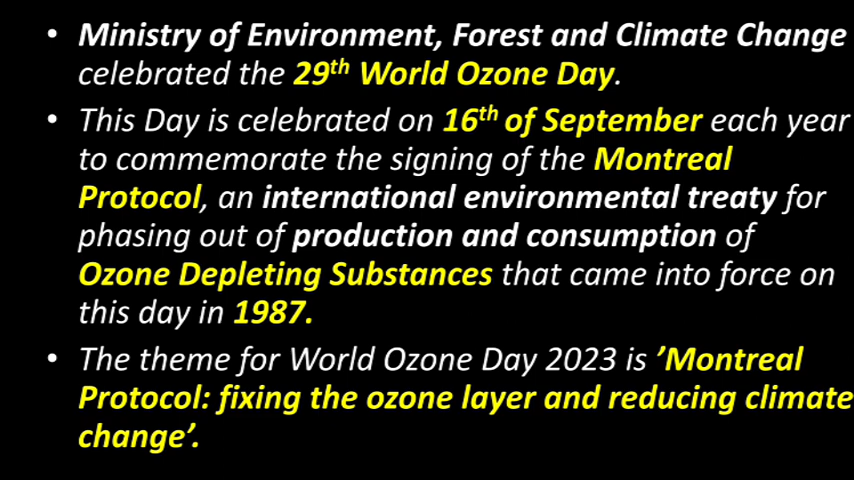 • Ministry of Environment, Forest and Climate Change
celebrated the 29th World Ozone Day.
• This Day is celebrated on 16th of September each year
to commemorate the signing of the Montreal
Protocol, an international environmental treaty for
phasing out of production and consumption of
Ozone Depleting Substances that came into force on
this day in 1987.
• The theme for World Ozone Day 2023 is ’Montreal
Protocol: fixing the ozone layer and reducing climate
change’.